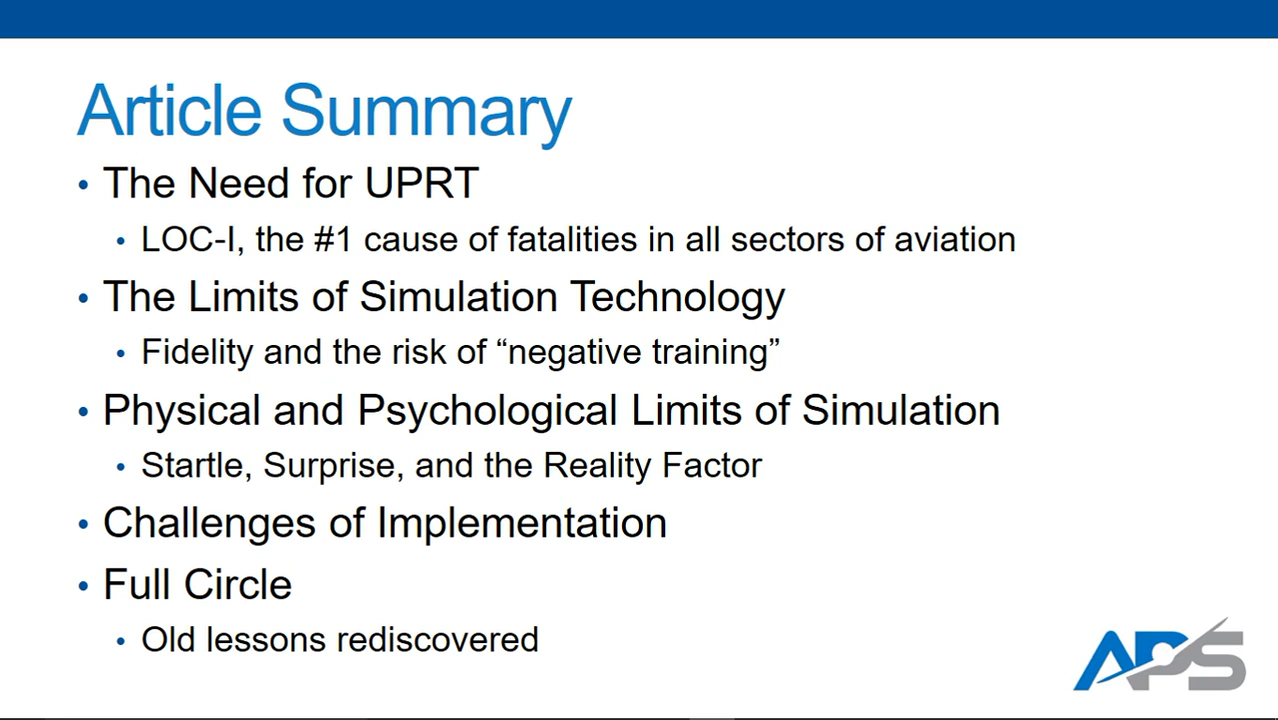 Article Summary
• The Need for UPRT
• LOC-I, the #1 cause of fatalities in all sectors of aviation
• The Limits of Simulation Technology
• Fidelity and the risk of “negative training”
• Physical and Psychological Limits of Simulation
• Startle, Surprise, and the Reality Factor
• Challenges of Implementation
• Full Circle
• Old lessons rediscovered
APS